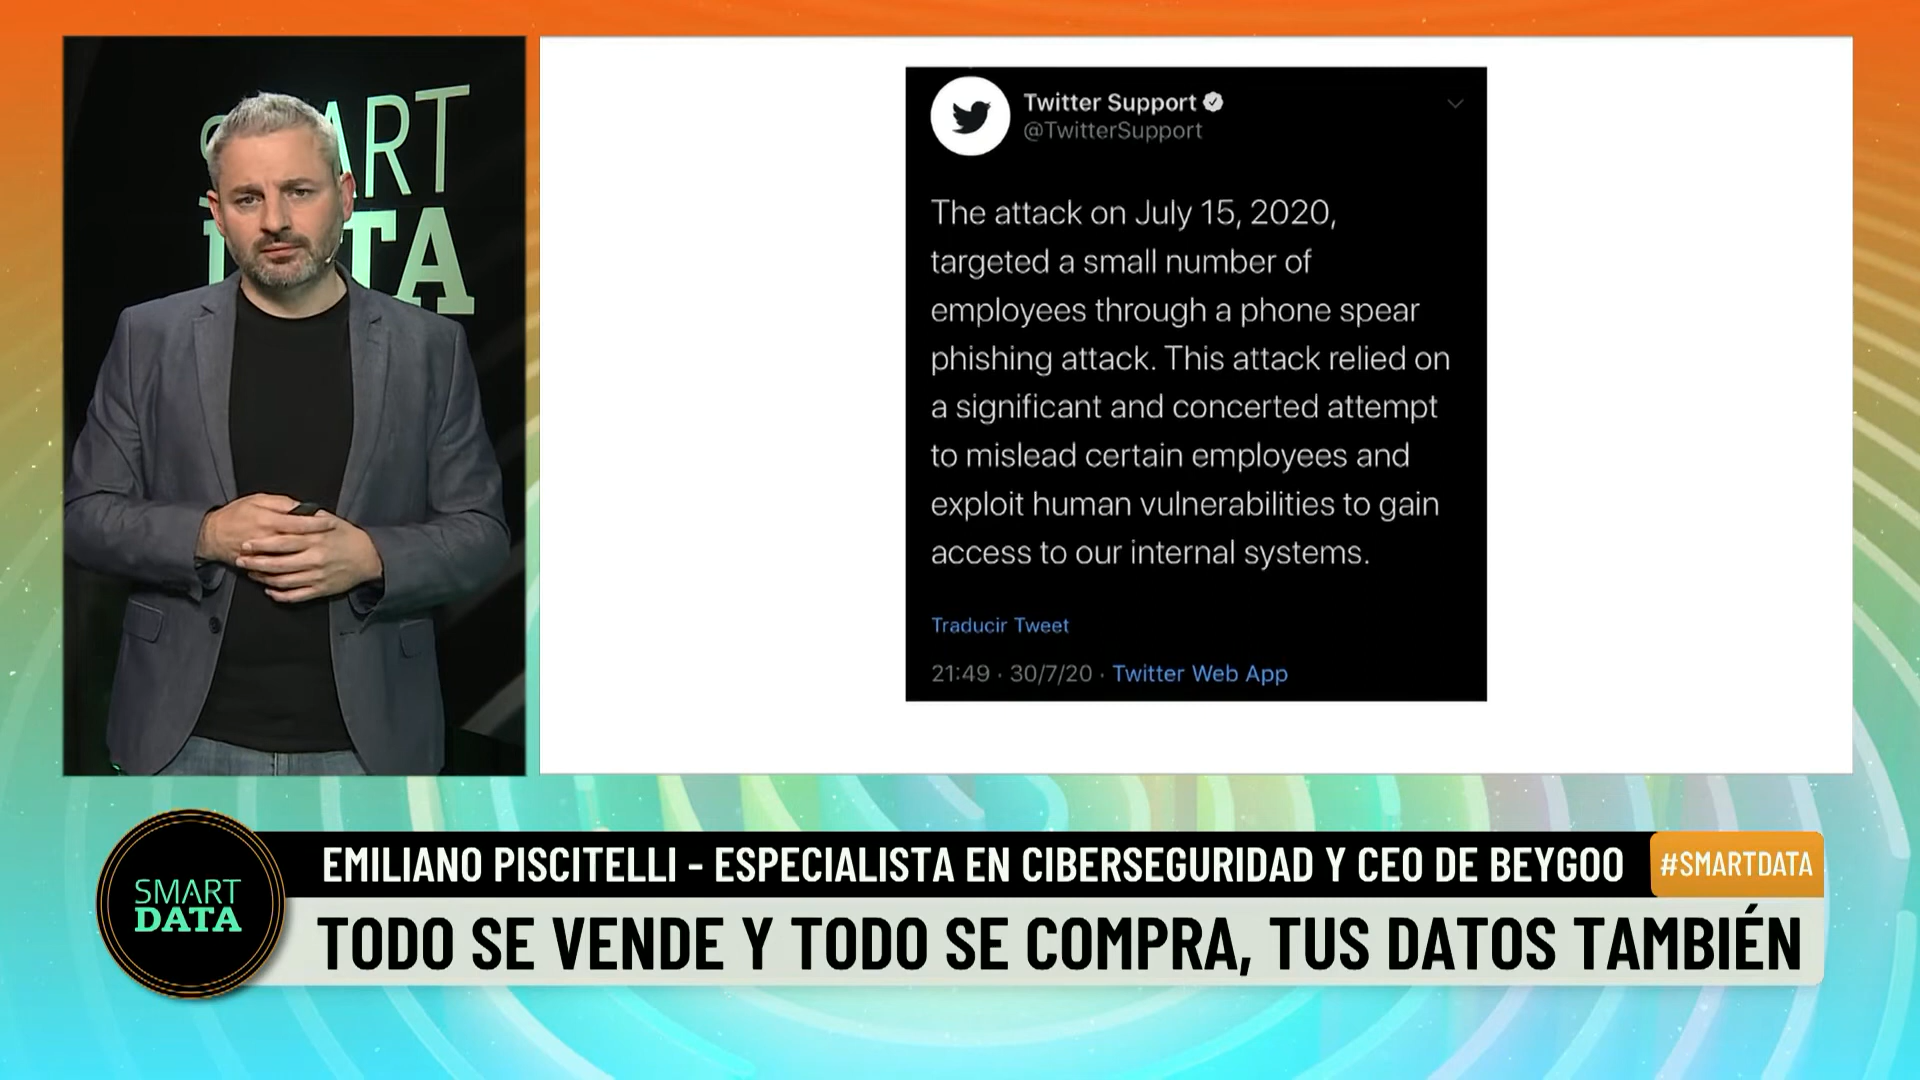 SMART
DATA
Twitter Support
@TwitterSupport
The attack on July 15, 2020,
targeted a small number of
employees through a phone spear
phishing attack. This attack relied on
a significant and concerted attempt
to mislead certain employees and
exploit human vulnerabilities to gain
access to our internal systems.
Traducir Tweet
21:49 · 30/7/20 · Twitter Web App
EMILIANO PISCITELLI - ESPECIALISTA EN CIBERSEGURIDAD Y CEO DE BEYGOO
#SMARTDATA
SMART
DATA
TODO SE VENDE Y TODO SE COMPRA, TUS DATOS TAMBIÉN